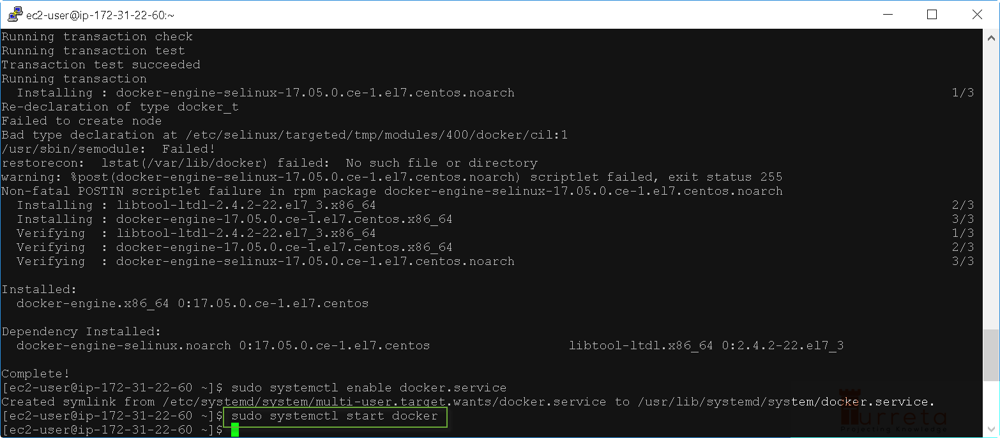 ec2-user@ip-172-31-22-60:~
Running transaction check
Running transaction test
Transaction test succeeded
Running transaction
  Installing : docker-engine-selinux-17.05.0.ce-1.el7.centos.noarch 1/3
Re-declaration of type docker_t
Failed to create node
Bad type declaration at /etc/selinux/targeted/tmp/modules/400/docker/cil:1
/usr/sbin/semodule:  Failed!
restorecon:  lstat(/var/lib/docker) failed:  No such file or directory
warning: %post(docker-engine-selinux-17.05.0.ce-1.el7.centos.noarch) scriptlet failed, exit status 255
Non-fatal POSTIN scriptlet failure in rpm package docker-engine-selinux-17.05.0.ce-1.el7.centos.noarch
  Installing : libtool-ltdl-2.4.2-22.el7_3.x86_64 2/3
  Installing : docker-engine-17.05.0.ce-1.el7.centos.x86_64 3/3
  Verifying  : libtool-ltdl-2.4.2-22.el7_3.x86_64 1/3
  Verifying  : docker-engine-17.05.0.ce-1.el7.centos.x86_64 2/3
  Verifying  : docker-engine-selinux-17.05.0.ce-1.el7.centos.noarch 3/3
Installed:
  docker-engine.x86_64 0:17.05.0.ce-1.el7.centos
Dependency Installed:
  docker-engine-selinux.noarch 0:17.05.0.ce-1.el7.centos libtool-ltdl.x86_64 0:2.4.2-22.el7_3
Complete!
[ec2-user@ip-172-31-22-60 ~]$ sudo systemctl enable docker.service
Created symlink from /etc/systemd/system/multi-user.target.wants/docker.service to /usr/lib/systemd/system/docker.service.
[ec2-user@ip-172-31-22-60 ~]$ sudo systemctl start docker
[ec2-user@ip-172-31-22-60 ~]$
Turreta
Projecting Knowledge